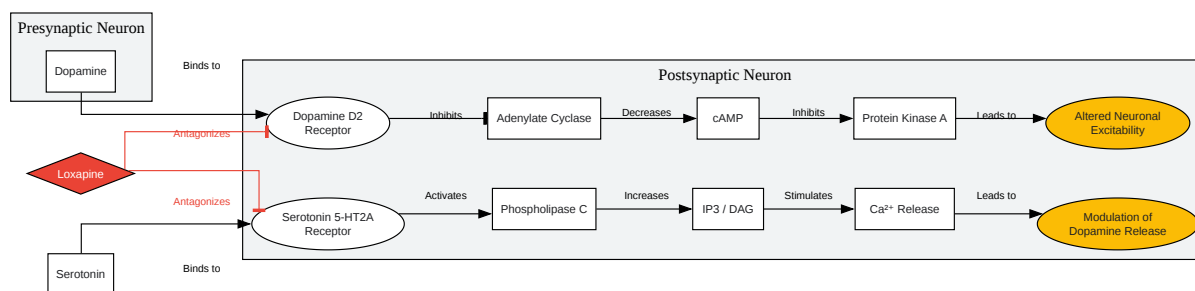 Presynaptic Neuron
Dopamine
Binds to
Postsynaptic Neuron
Dopamine D2
Receptor
Inhibits
Adenylate Cyclase
Decreases
cAMP
Inhibits
Protein Kinase A
Leads to
Altered Neuronal
Excitability
Antagonizes
Loxapine
Antagonizes
Serotonin 5-HT2A
Receptor
Activates
Phospholipase C
Increases
IP3 / DAG
Stimulates
Ca²⁺ Release
Leads to
Modulation of
Dopamine Release
Serotonin
Binds to